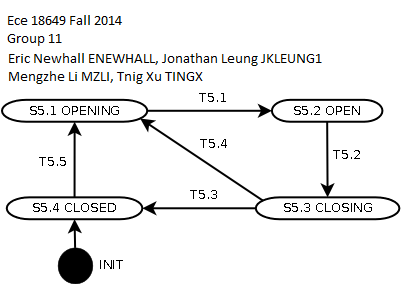 Ece 18649 Fall 2014
Group 11
Eric Newhall ENEWHALL, Jonathan Leung JKLEUNG1
Mengzhe Li MZLI, Tnig Xu TINGX
S5.1 OPENING
T5.1
S5.2 OPEN
T5.4
T5.2
T5.5
T5.3
S5.4 CLOSED
S5.3 CLOSING
INIT